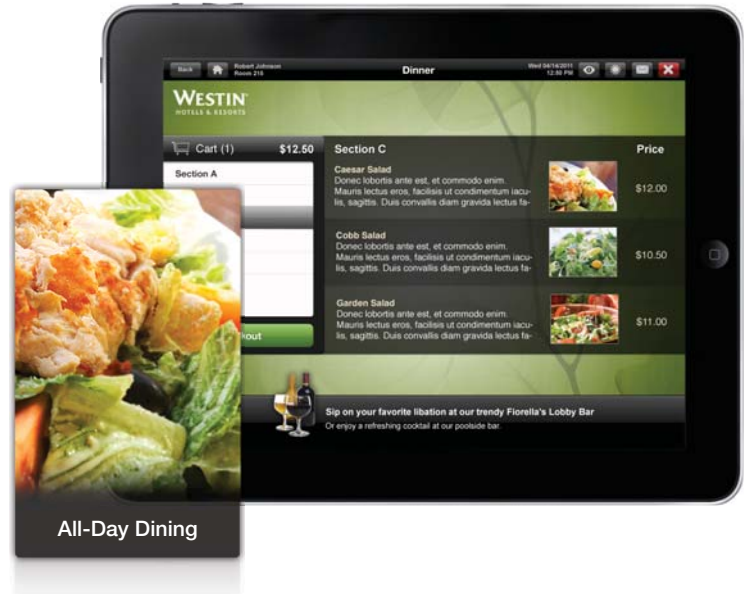 Back
Robert Johnson
Room 216
Dinner
Wed 04/14/2011
12:50 PM
WESTIN
HOTELS & RESORTS
Cart (1) $12.50
Section A
kout
Section C Price
Caesar Salad
Donec lobortis ante est, et commodo enim.
Mauris lectus eros, facilisis ut condimentum iacu-
lis, sagittis. Duis convallis diam gravida lectus fa-
$12.00
Cobb Salad
Donec lobortis ante est, et commodo enim.
Mauris lectus eros, facilisis ut condimentum iacu-
lis, sagittis. Duis convallis diam gravida lectus fa-
$10.50
Garden Salad
Donec lobortis ante est, et commodo enim.
Mauris lectus eros, facilisis ut condimentum iacu-
lis, sagittis. Duis convallis diam gravida lectus fa-
$11.00
Sip on your favorite libation at our trendy Fiorella's Lobby Bar
Or enjoy a refreshing cocktail at our poolside bar.
All-Day Dining